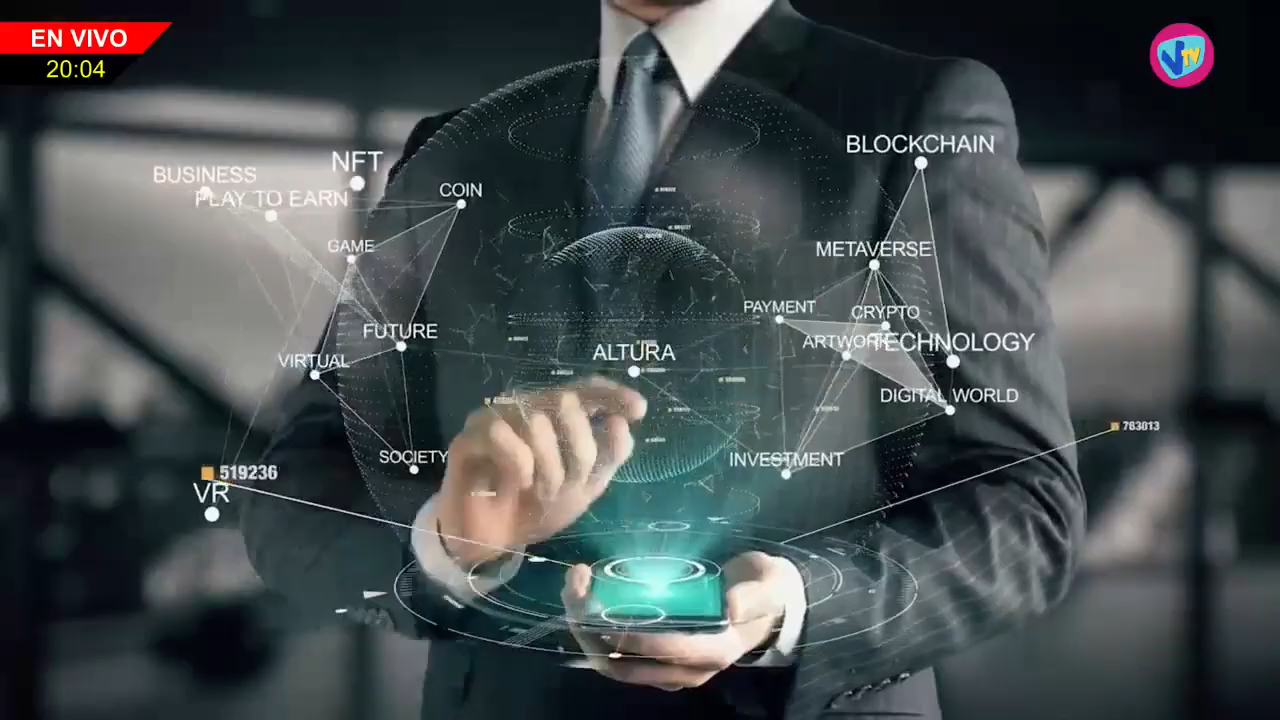 EN VIVO
20:04
VTV
BLOCKCHAIN
NFT
BUSINESS
PLAY TO EARN
COIN
GAME
METAVERSE
PAYMENT
CRYPTO
FUTURE
ARTWORK
TECHNOLOGY
ALTURA
VIRTUAL
DIGITAL WORLD
763013
SOCIETY
INVESTMENT
519236
VR